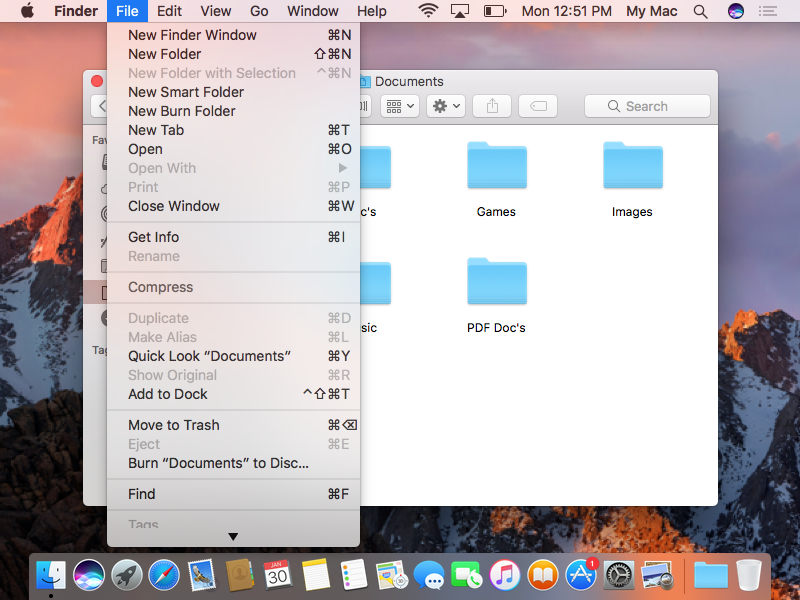 Finder File Edit View Go Window Help Mon 12:51 PM My Mac
New Finder Window ⌘N
New Folder ⇧⌘N
New Folder with Selection ^⌘N
New Smart Folder
New Burn Folder
New Tab ⌘T
Open ⌘O
Open With
Print ⌘P
Close Window ⌘W
Get Info ⌘I
Rename
Compress
Duplicate ⌘D
Make Alias ⌘L
Quick Look “Documents” ⌘Y
Show Original ⌘R
Add to Dock ^⇧⌘T
Move to Trash ⌘⌫
Eject ⌘E
Burn “Documents” to Disc...
Find ⌘F
Tags
Documents
Search
Fav
Tag
c's
Games
Images
sic
PDF Doc's
JAN
30
1